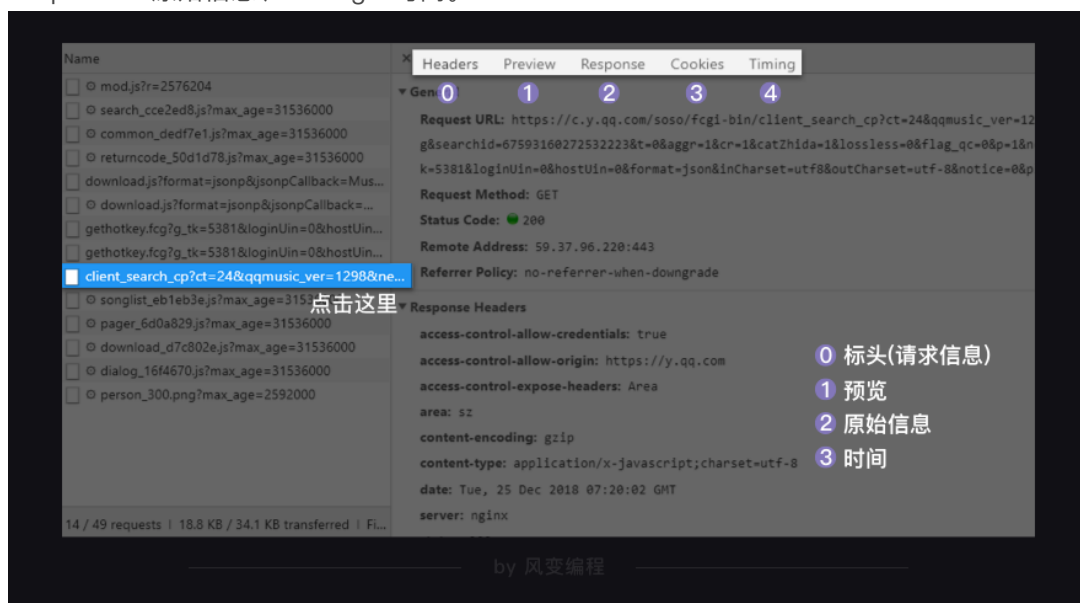 Name
mod.js?r=2576204
search_cce2ed8.js?max_age=31536000
common_dedf7e1.js?max_age=31536000
returncode_50d1d78.js?max_age=31536000
download.js?format=jsonp&jsonpCallback=Mus...
download.js?format=jsonp&jsonpCallback=...
gethotkey.fcg?g_tk=5381&loginUin=0&hostUin...
gethotkey.fcg?g_tk=5381&loginUin=0&hostUin...
client_search_cp?ct=24&qqmusic_ver=1298&ne...
songlist_eb1eb3e.js?max_age=3153
点击这里
pager_6d0a829.js?max_age=31536000
download_d7c802e.js?max_age=31536000
dialog_16f4670.js?max_age=31536000
person_300.png?max_age=2592000
14 / 49 requests | 18.8 KB / 34.1 KB transferred | Fi...
× Headers Preview Response Cookies Timing
0 1 2 3 4
Gene
Request URL: https://c.y.qq.com/soso/fcgi-bin/client_search_cp?ct=24&qqmusic_ver=12
g&searchid=67593160272532223&t=0&aggr=1&cr=1&catZhida=1&lossless=0&flag_qc=0&p=1&n
k=5381&loginUin=0&hostUin=0&format=json&inCharset=utf8&outCharset=utf-8&notice=0&p
Request Method: GET
Status Code: 200
Remote Address: 59.37.96.220:443
Referrer Policy: no-referrer-when-downgrade
Response Headers
access-control-allow-credentials: true
access-control-allow-origin: https://y.qq.com
access-control-expose-headers: Area
area: sz
content-encoding: gzip
content-type: application/x-javascript;charset=utf-8
date: Tue, 25 Dec 2018 07:20:02 GMT
server: nginx
0 标头(请求信息)
1 预览
2 原始信息
3 时间
by 风变编程